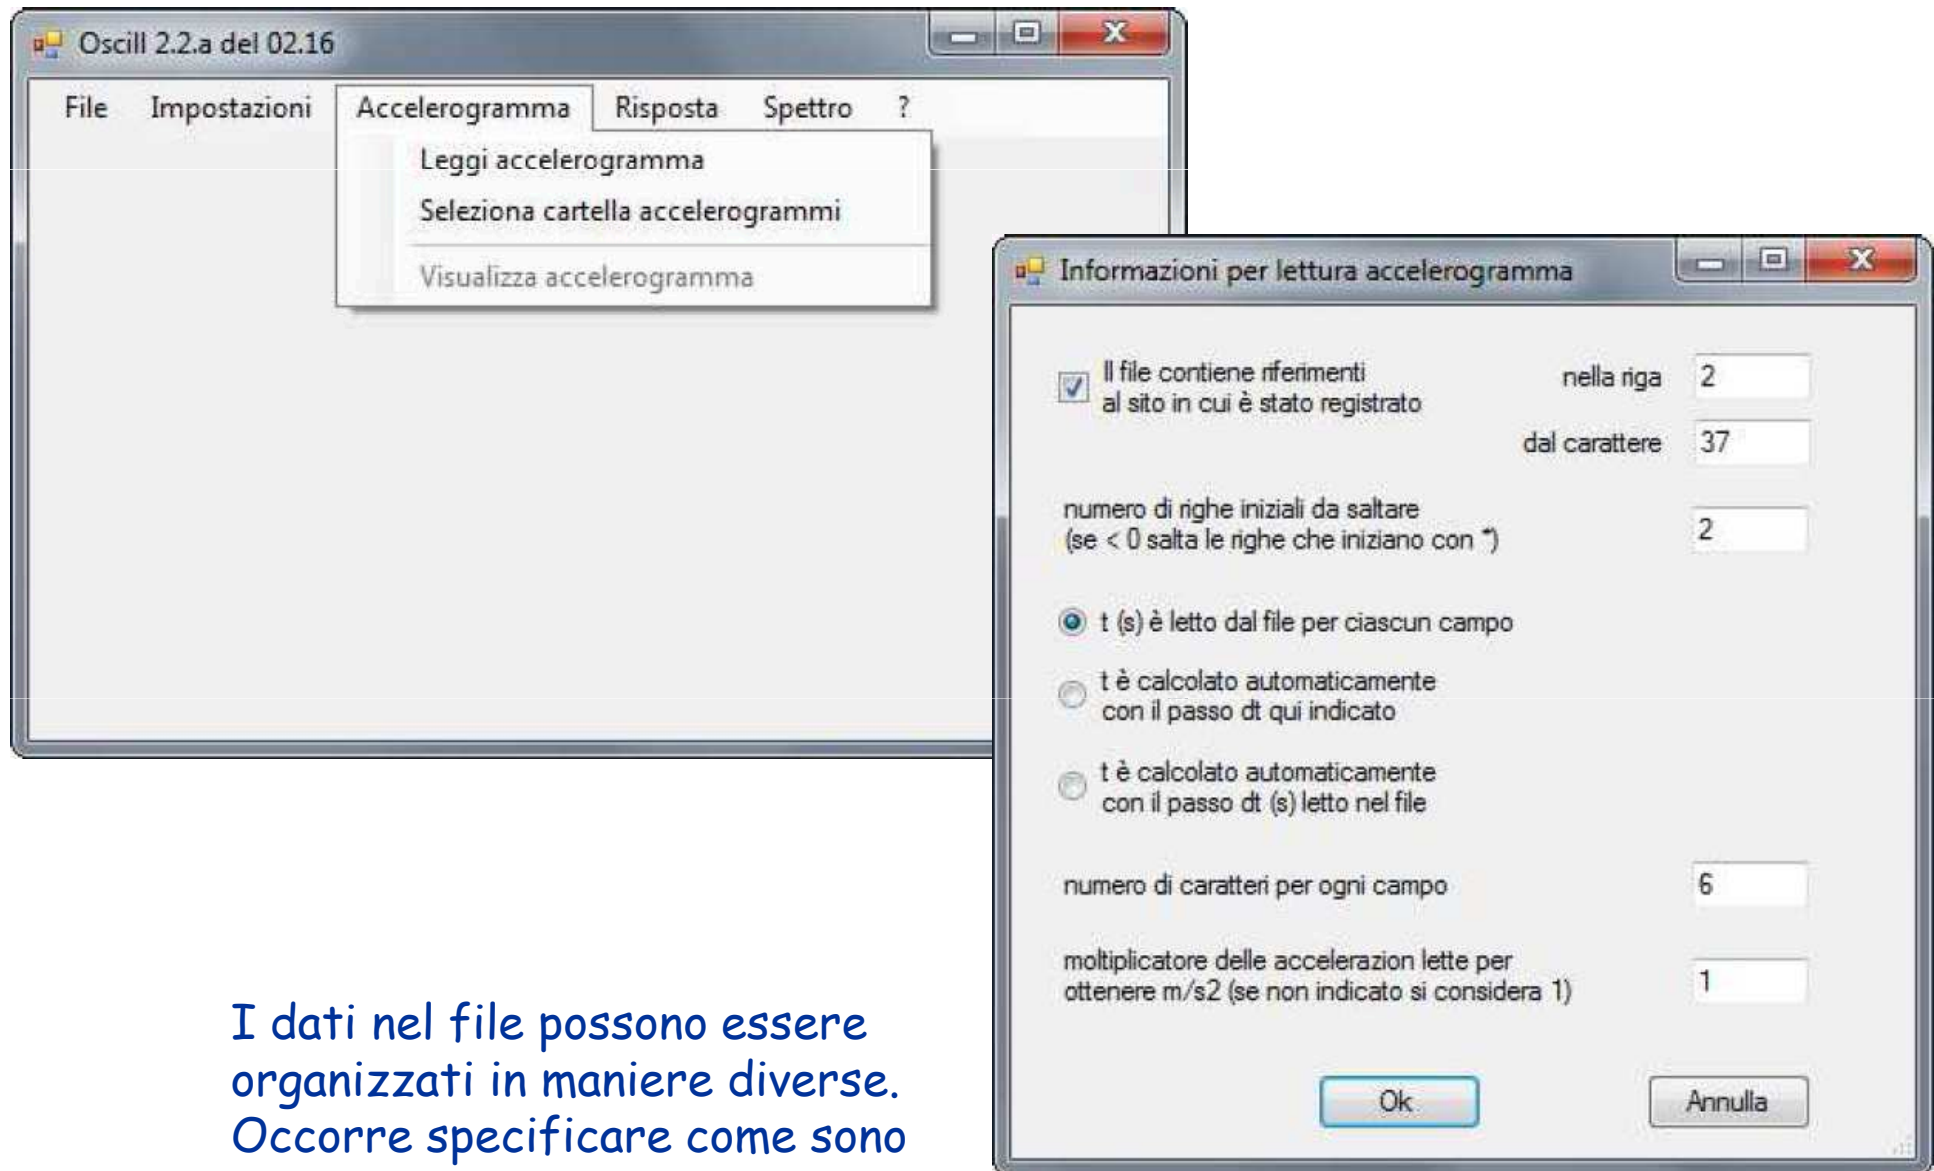 Oscill 2.2.a del 02.16
File Impostazioni Accelerogramma Risposta Spettro ?
Leggi accelerogramma
Seleziona cartella accelerogrammi
Visualizza accelerogramma
Informazioni per lettura accelerogramma
Il file contiene riferimenti
al sito in cui è stato registrato
nella riga 2
dal carattere 37
numero di righe iniziali da saltare
(se < 0 salta le righe che iniziano con *)
2
t (s) è letto dal file per ciascun campo
t è calcolato automaticamente
con il passo dt qui indicato
t è calcolato automaticamente
con il passo dt (s) letto nel file
numero di caratteri per ogni campo 6
moltiplicatore delle accelerazion lette per
ottenere m/s2 (se non indicato si considera 1)
1
Ok Annulla
I dati nel file possono essere
organizzati in maniere diverse.
Occorre specificare come sono